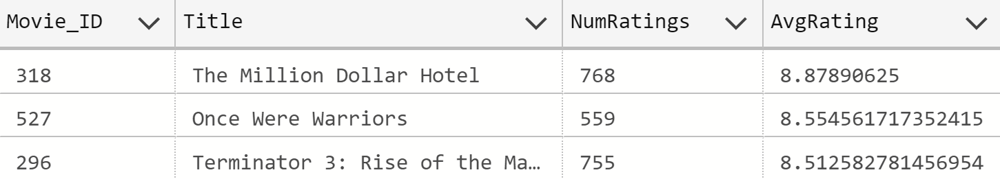 Movie_ID Title NumRatings AvgRating
318 The Million Dollar Hotel 768 8.87890625
527 Once Were Warriors 559 8.554561717352415
296 Terminator 3: Rise of the Ma… 755 8.512582781456954